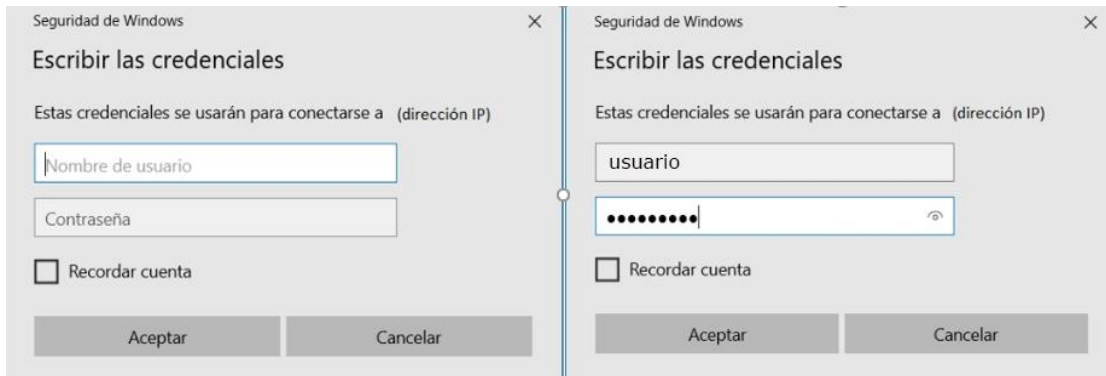 Seguridad de Windows
Escribir las credenciales
Estas credenciales se usarán para conectarse a (dirección IP)
Nombre de usuario
Contraseña
Recordar cuenta
Aceptar Cancelar
Seguridad de Windows
Escribir las credenciales
Estas credenciales se usarán para conectarse a (dirección IP)
usuario
•••••••••
Recordar cuenta
Aceptar Cancelar